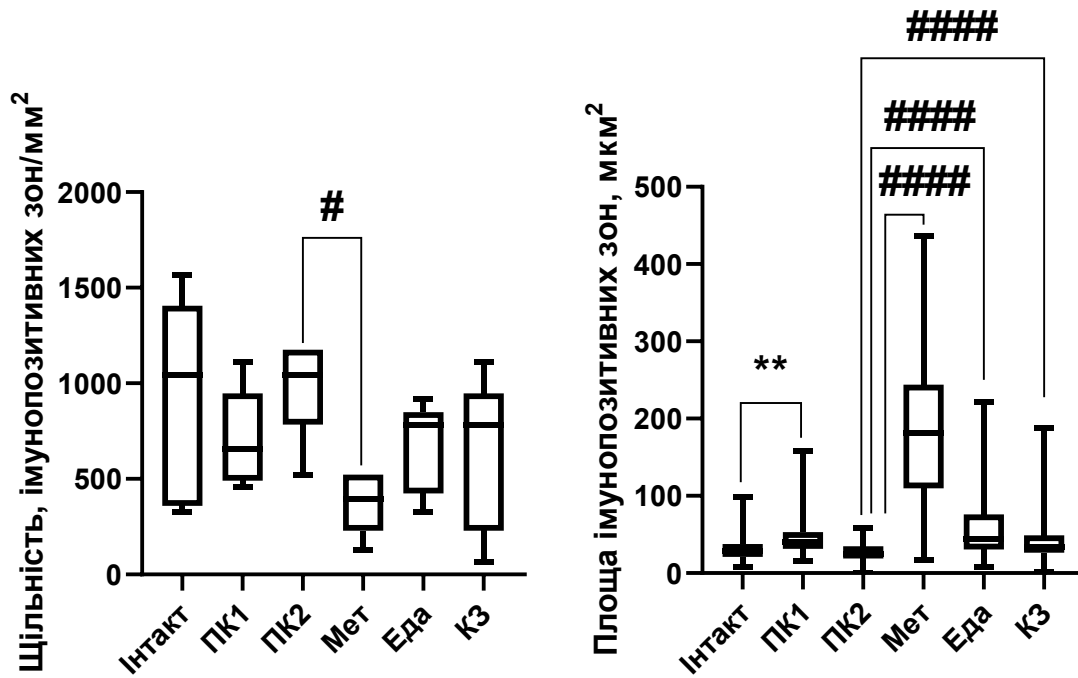 Щільність, імунопозитивних зон/мм²
2000
1500
1000
500
0
#
Інтакт
ПК1
ПК2
Мет
Еда
КЗ
Площа імунопозитивних зон, мкм²
500
400
300
200
100
0
####
####
####
**
Інтакт
ПК1
ПК2
Мет
Еда
КЗ